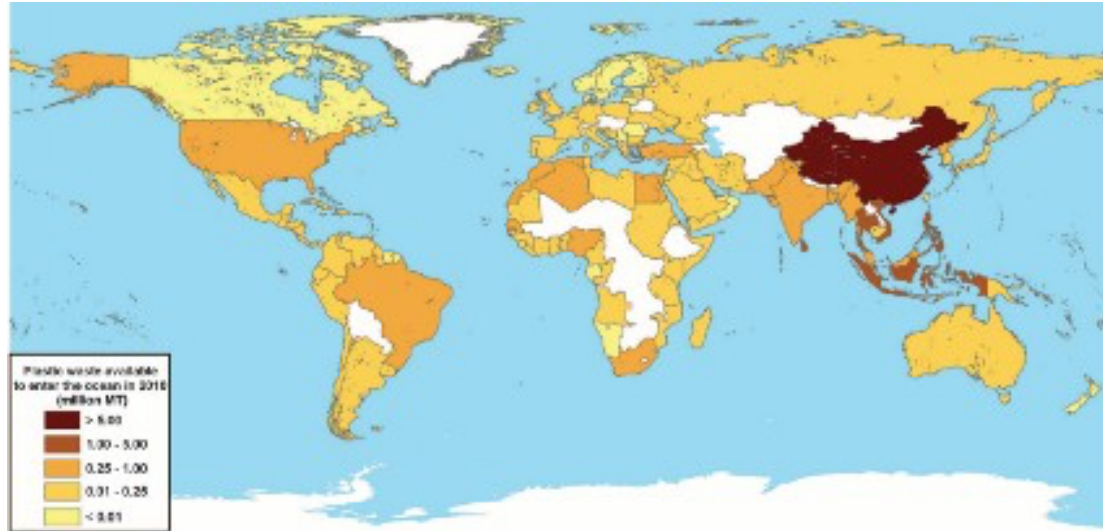 Plastic waste available
to enter the ocean in 2010
(million MT)
> 5.00
1.00 - 5.00
0.25 - 1.00
0.01 - 0.25
< 0.01